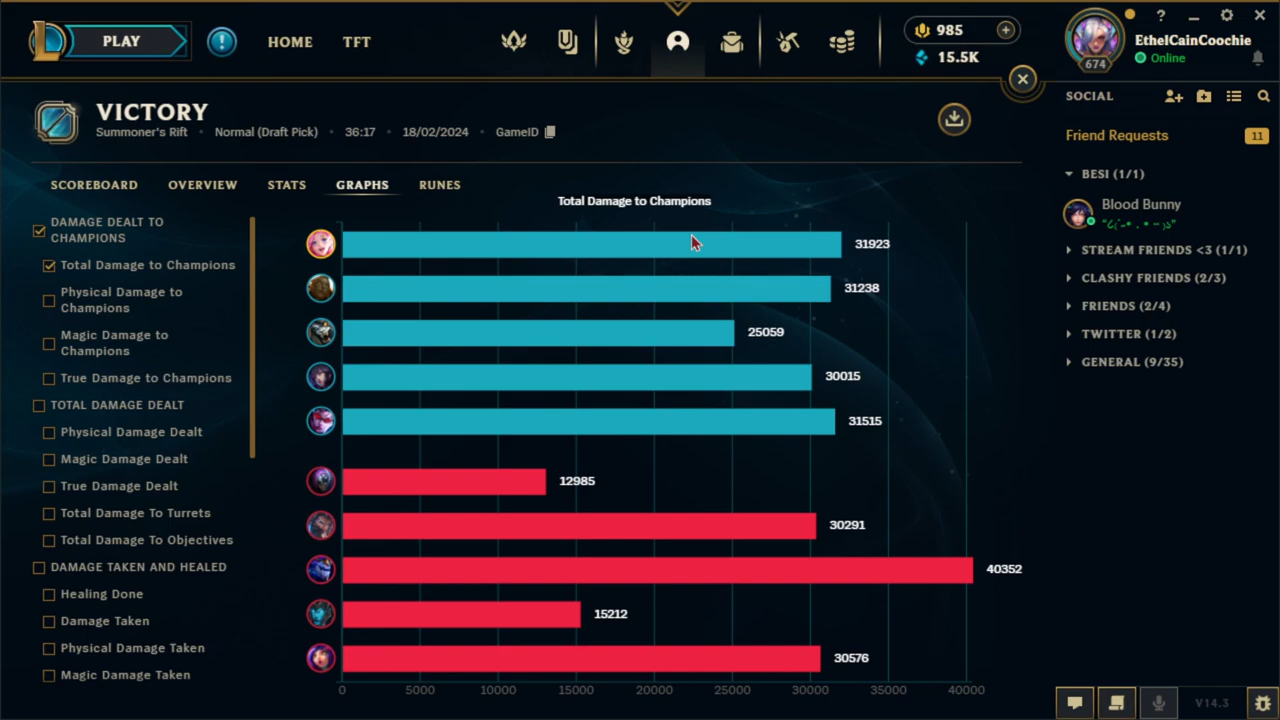 PLAY
HOME
TFT
985
15.5K
EthelCainCoochie
Online
674
VICTORY
Summoner's Rift • Normal (Draft Pick) • 36:17 • 18/02/2024 • GameID
SCOREBOARD
OVERVIEW
STATS
GRAPHS
RUNES
DAMAGE DEALT TO
CHAMPIONS
Total Damage to Champions
Physical Damage to
Champions
Magic Damage to
Champions
True Damage to Champions
TOTAL DAMAGE DEALT
Physical Damage Dealt
Magic Damage Dealt
True Damage Dealt
Total Damage To Turrets
Total Damage To Objectives
DAMAGE TAKEN AND HEALED
Healing Done
Damage Taken
Physical Damage Taken
Magic Damage Taken
Total Damage to Champions
31923
31238
25059
30015
31515
12985
30291
40352
15212
30576
0 5000 10000 15000 20000 25000 30000 35000 40000
SOCIAL
Friend Requests
11
BESI (1/1)
Blood Bunny
STREAM FRIENDS <3 (1/1)
CLASHY FRIENDS (2/3)
FRIENDS (2/4)
TWITTER (1/2)
GENERAL (9/35)
V14.3